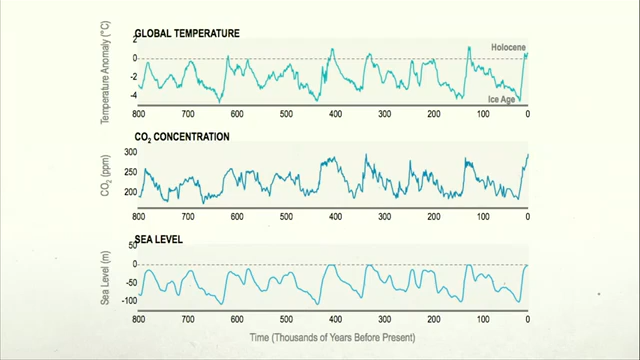 GLOBAL TEMPERATURE
Temperature Anomaly (°C)
2
0
-2
-4
Holocene
Ice Age
800 700 600 500 400 300 200 100 0
CO₂ CONCENTRATION
CO₂ (ppm)
300
250
200
800 700 600 500 400 300 200 100 0
SEA LEVEL
Sea Level (m)
50
0
-50
-100
800 700 600 500 400 300 200 100 0
Time (Thousands of Years Before Present)